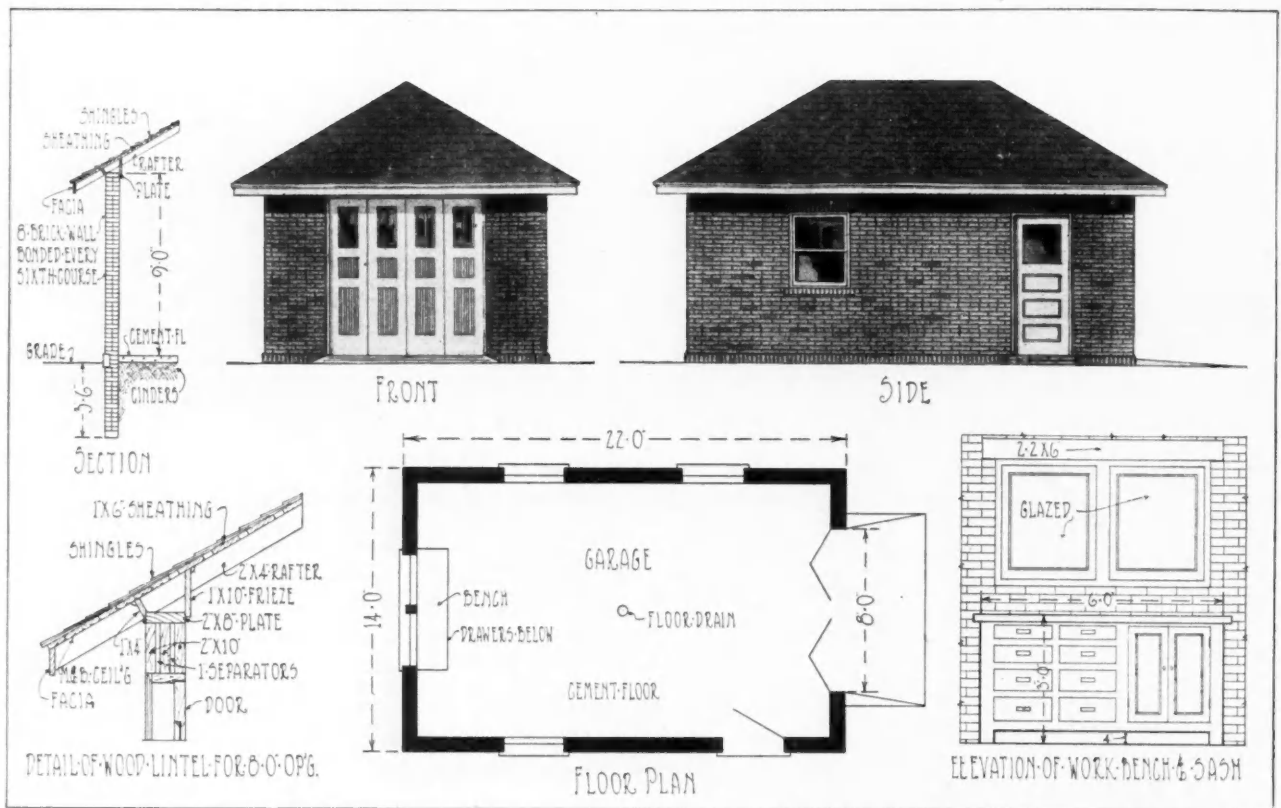 SHINGLES
SHEATHING
RAFTER
PLATE
FACIA
8·BRICK·WALL
BONDED·EVERY
SIXTH·COURSE
9·0"
CEMENT·FL
GRADE
CINDERS
3·6"
SECTION
FRONT
SIDE
1"X6"·SHEATHING
SHINGLES
2"X4"·RAFTER
1"X10"·FRIEZE
2"X8"·PLATE
1"X4"
2"X10"
M&B·CEIL'G
1"·SEPARATORS
FACIA
DOOR
DETAIL·OF·WOOD·LINTEL·FOR·8·0"·OP'G.
22·0"
14·0"
GARAGE
BENCH
FLOOR·DRAIN
DRAWERS·BELOW
8·0"
CEMENT·FLOOR
FLOOR PLAN
2·2X6
GLAZED
6·0"
3·0"
4"
ELEVATION·OF·WORK·BENCH·&·SASH